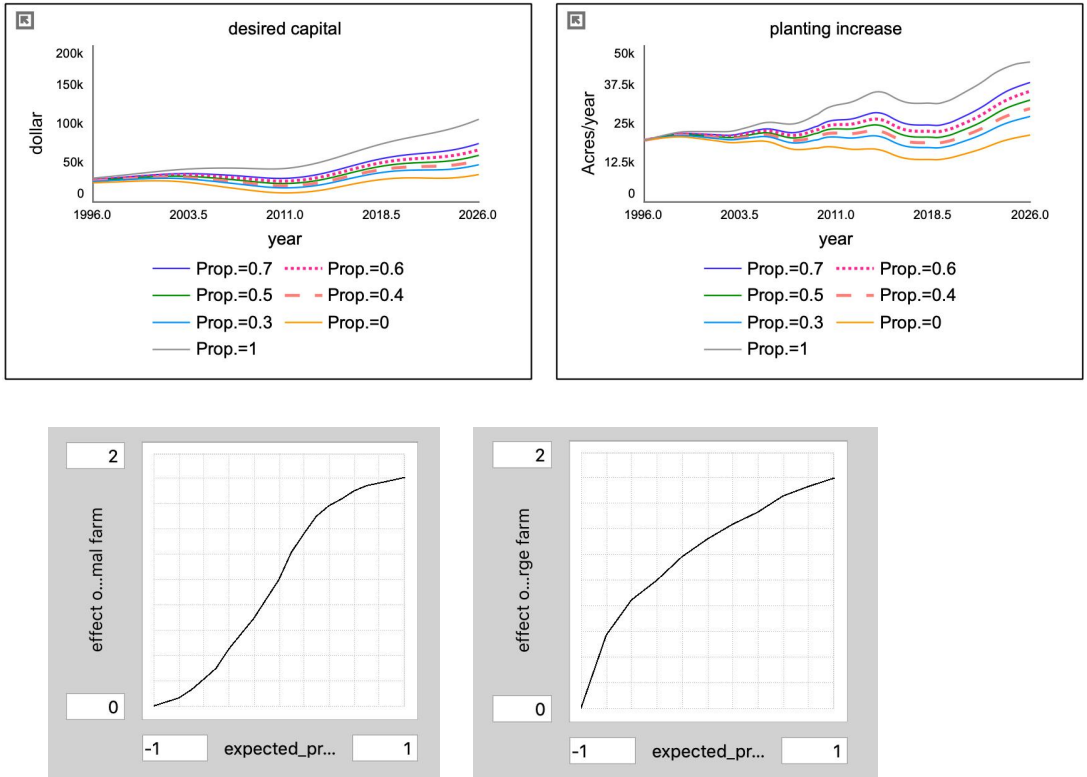 desired capital
200k
150k
100k
50k
0
dollar
1996.0 2003.5 2011.0 2018.5 2026.0
year
Prop.=0.7 Prop.=0.6
Prop.=0.5 Prop.=0.4
Prop.=0.3 Prop.=0
Prop.=1
planting increase
50k
37.5k
25k
12.5k
0
Acres/year
1996.0 2003.5 2011.0 2018.5 2026.0
year
Prop.=0.7 Prop.=0.6
Prop.=0.5 Prop.=0.4
Prop.=0.3 Prop.=0
Prop.=1
2
effect o...mal farm
0
-1 expected_pr... 1
2
effect o...rge farm
0
-1 expected_pr... 1